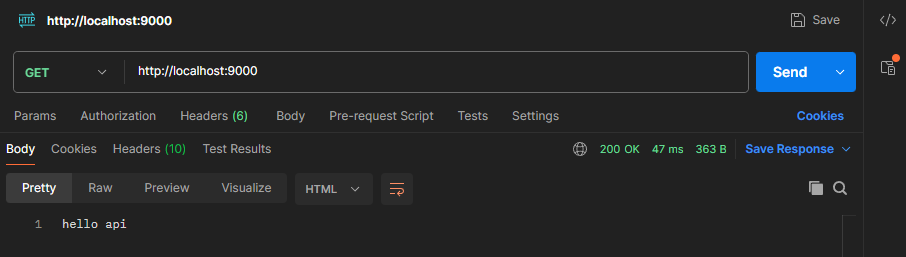 HTTP http://localhost:9000 Save
GET http://localhost:9000 Send
Params Authorization Headers (6) Body Pre-request Script Tests Settings Cookies
Body Cookies Headers (10) Test Results 200 OK 47 ms 363 B Save Response
Pretty Raw Preview Visualize HTML
1 hello api